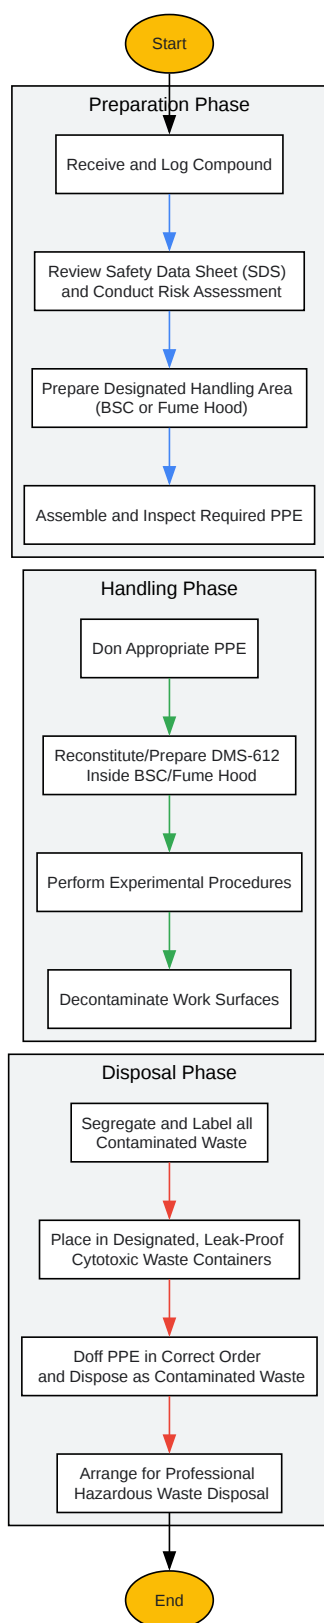 Start
Preparation Phase
Receive and Log Compound
Review Safety Data Sheet (SDS)
and Conduct Risk Assessment
Prepare Designated Handling Area
(BSC or Fume Hood)
Assemble and Inspect Required PPE
Handling Phase
Don Appropriate PPE
Reconstitute/Prepare DMS-612
Inside BSC/Fume Hood
Perform Experimental Procedures
Decontaminate Work Surfaces
Disposal Phase
Segregate and Label all
Contaminated Waste
Place in Designated, Leak-Proof
Cytotoxic Waste Containers
Doff PPE in Correct Order
and Dispose as Contaminated Waste
Arrange for Professional
Hazardous Waste Disposal
End